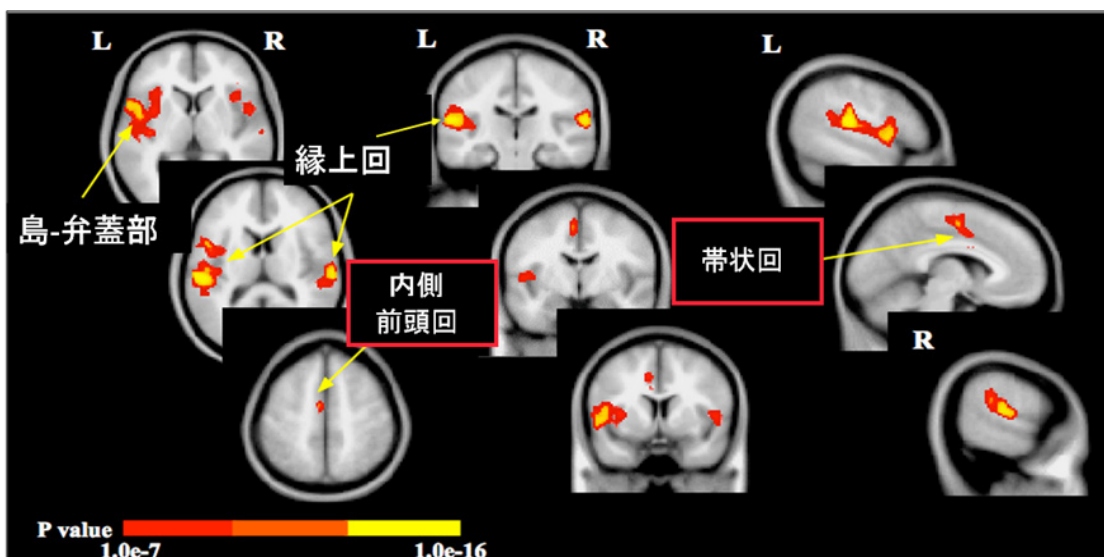 L R
L R
L
縁上回
島-弁蓋部
帯状回
内側
前頭回
R
P value
1.0e-7 1.0e-16